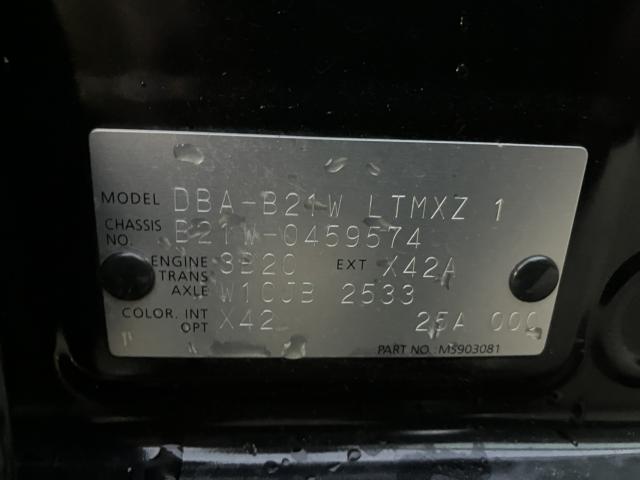 MODEL DBA-B21W LTMXZ 1
CHASSIS NO. B21W-0459574
ENGINE 3B20 EXT X42A
TRANS AXLE W1CJB 2533
COLOR. INT OPT X42 25A 000
PART NO. M5903081